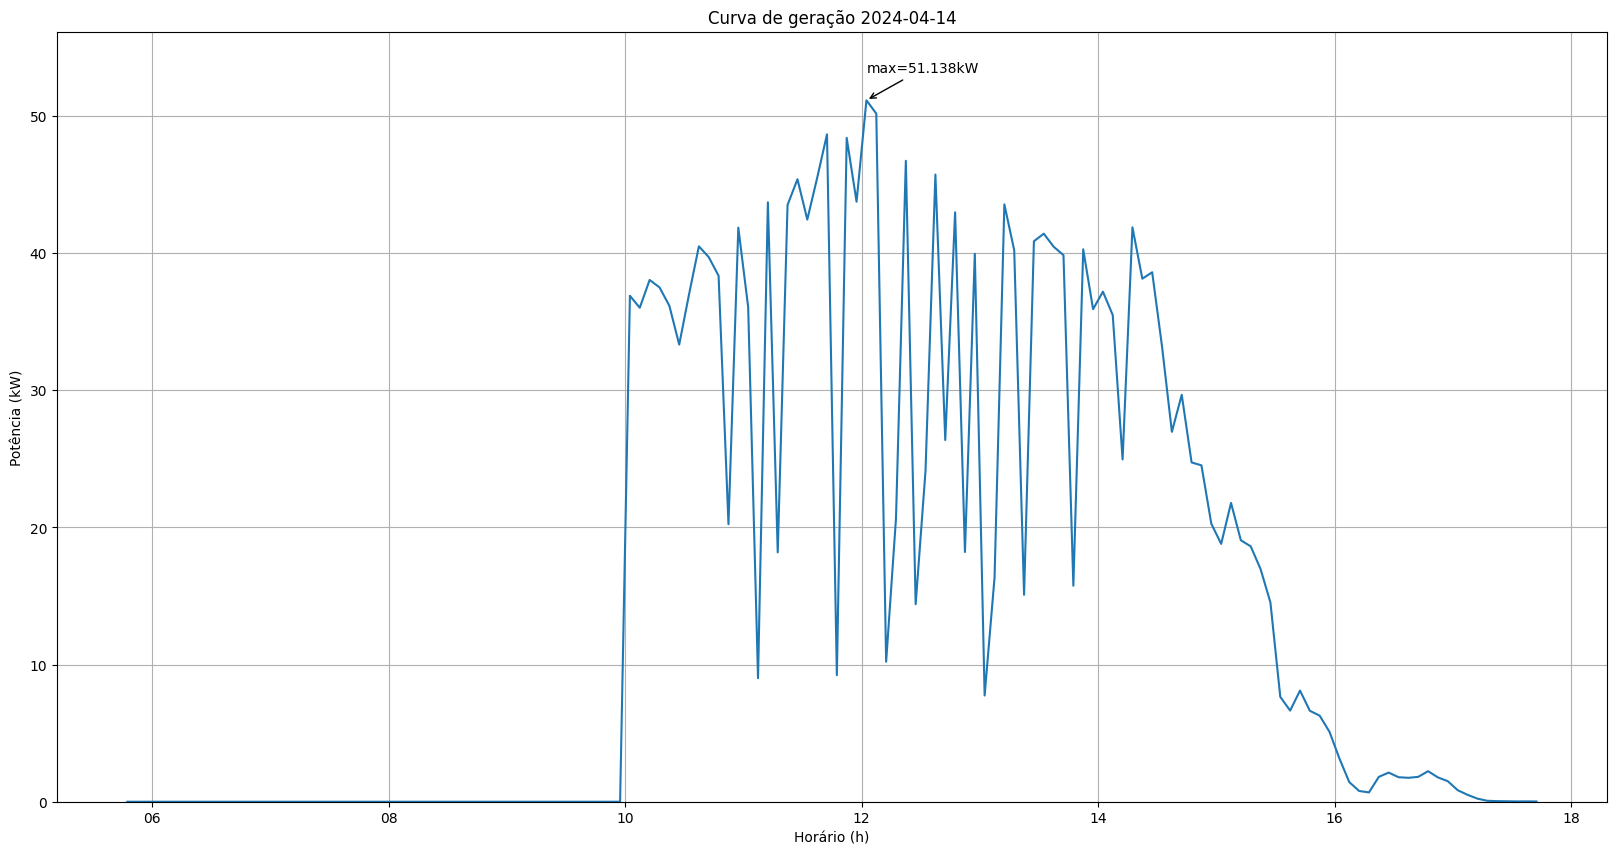 Curva de geração 2024-04-14
max=51.138kW
50
40
30
20
10
0
Potência (kW)
06 08 10 12 14 16 18
Horário (h)